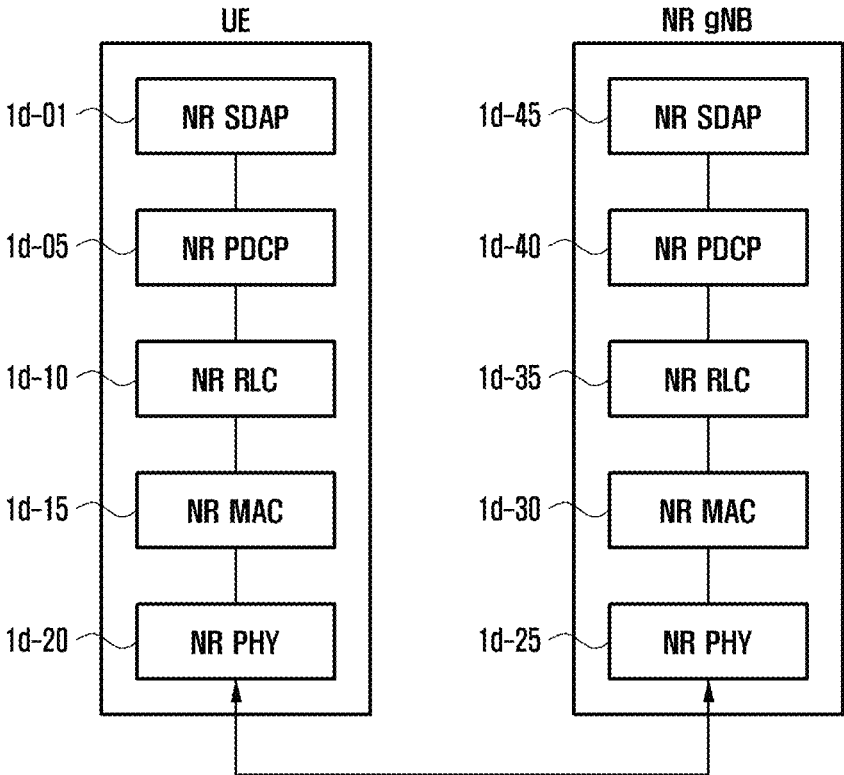 UE NR gNB
1d-01 NR SDAP 1d-45 NR SDAP
1d-05 NR PDCP 1d-40 NR PDCP
1d-10 NR RLC 1d-35 NR RLC
1d-15 NR MAC 1d-30 NR MAC
1d-20 NR PHY 1d-25 NR PHY